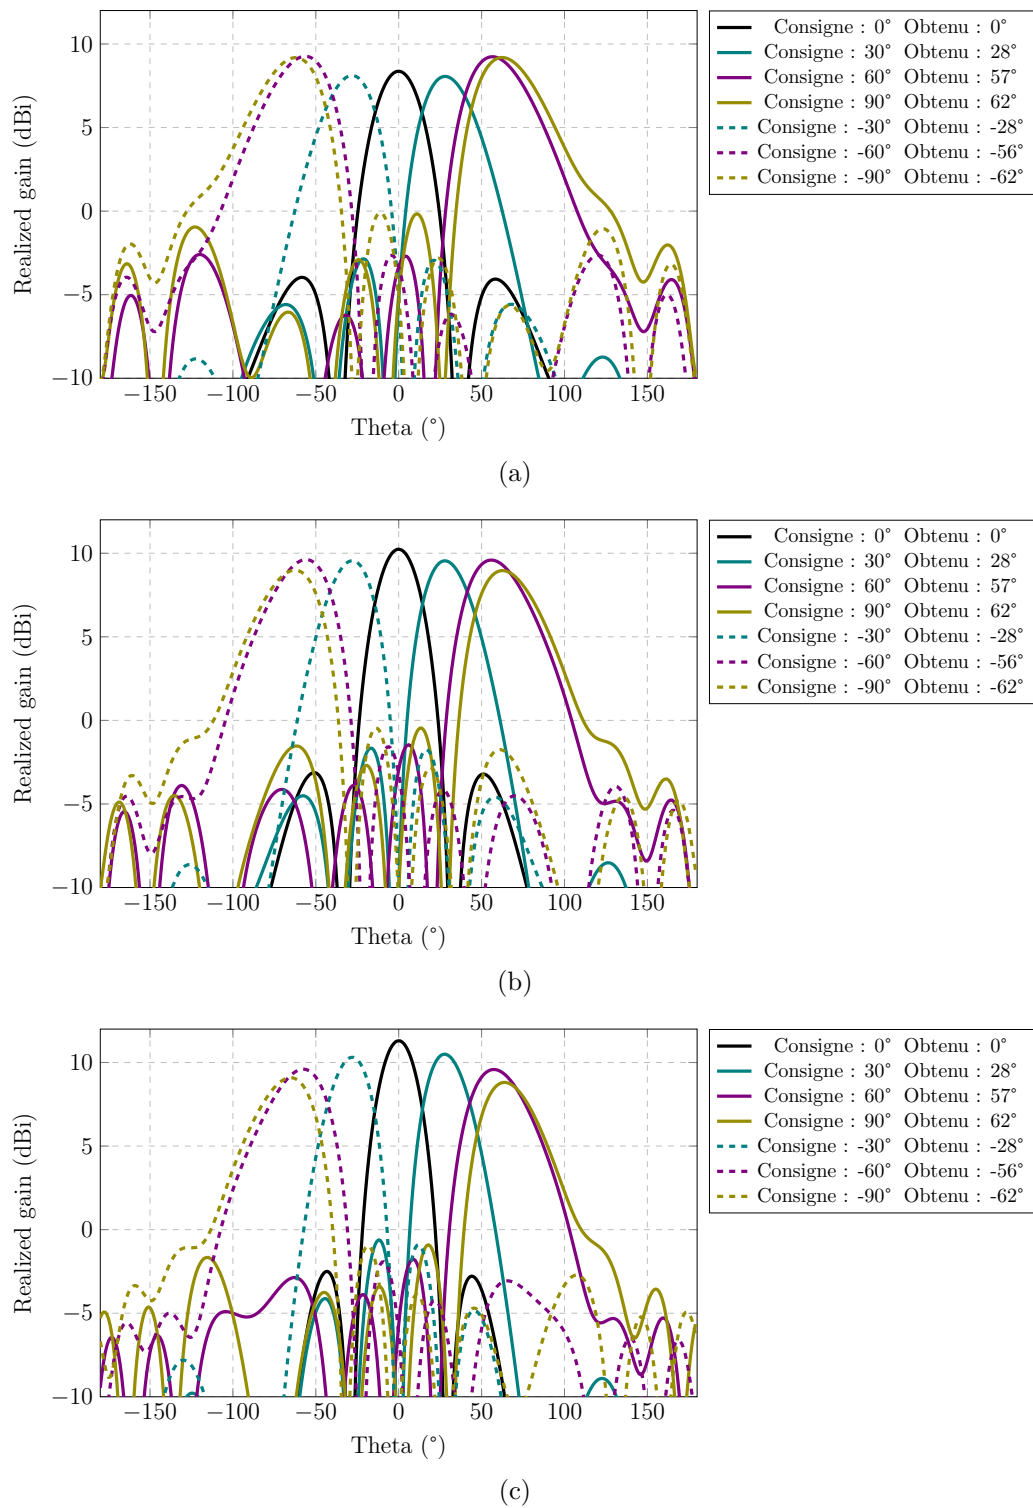 10
5
0
−5
−10
−150
−100
−50
0
50
100
150
Realized gain (dBi)
Theta (°)
Consigne : 0° Obtenu : 0°
Consigne : 30° Obtenu : 28°
Consigne : 60° Obtenu : 57°
Consigne : 90° Obtenu : 62°
Consigne : -30° Obtenu : -28°
Consigne : -60° Obtenu : -56°
Consigne : -90° Obtenu : -62°
(a)
10
5
0
−5
−10
−150
−100
−50
0
50
100
150
Realized gain (dBi)
Theta (°)
Consigne : 0° Obtenu : 0°
Consigne : 30° Obtenu : 28°
Consigne : 60° Obtenu : 57°
Consigne : 90° Obtenu : 62°
Consigne : -30° Obtenu : -28°
Consigne : -60° Obtenu : -56°
Consigne : -90° Obtenu : -62°
(b)
10
5
0
−5
−10
−150
−100
−50
0
50
100
150
Realized gain (dBi)
Theta (°)
Consigne : 0° Obtenu : 0°
Consigne : 30° Obtenu : 28°
Consigne : 60° Obtenu : 57°
Consigne : 90° Obtenu : 62°
Consigne : -30° Obtenu : -28°
Consigne : -60° Obtenu : -56°
Consigne : -90° Obtenu : -62°
(c)